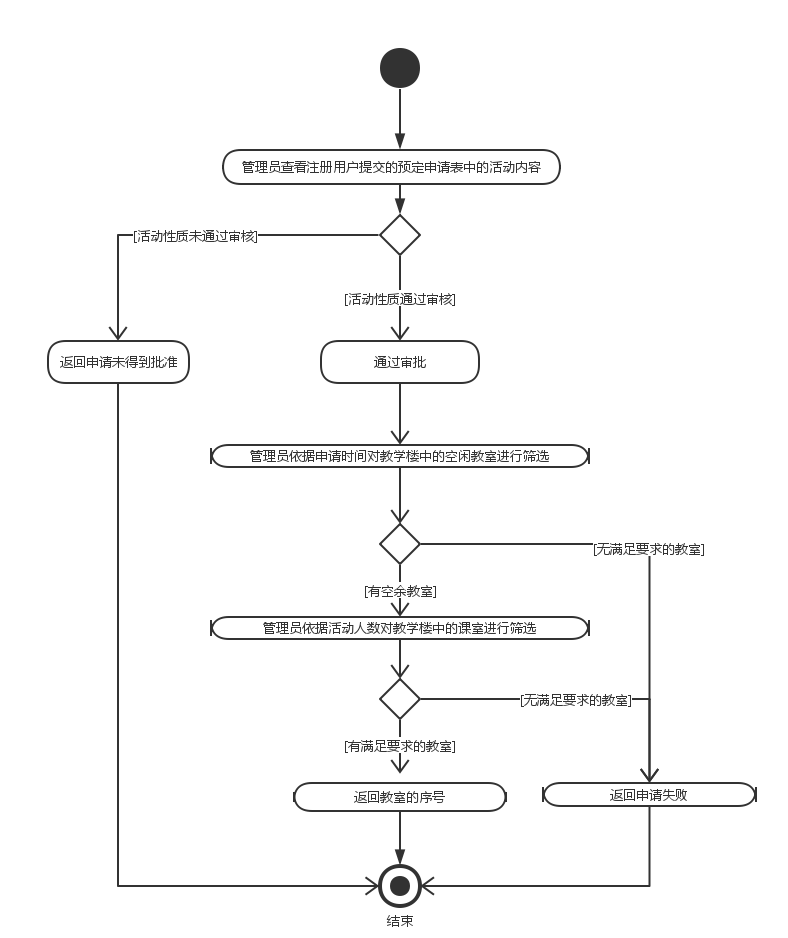 管理员查看注册用户提交的预定申请表中的活动内容
[活动性质未通过审核]
[活动性质通过审核]
返回申请未得到批准
通过审批
管理员依据申请时间对教学楼中的空闲教室进行筛选
[无满足要求的教室]
[有空余教室]
管理员依据活动人数对教学楼中的课室进行筛选
[无满足要求的教室]
[有满足要求的教室]
返回教室的序号
返回申请失败
结束